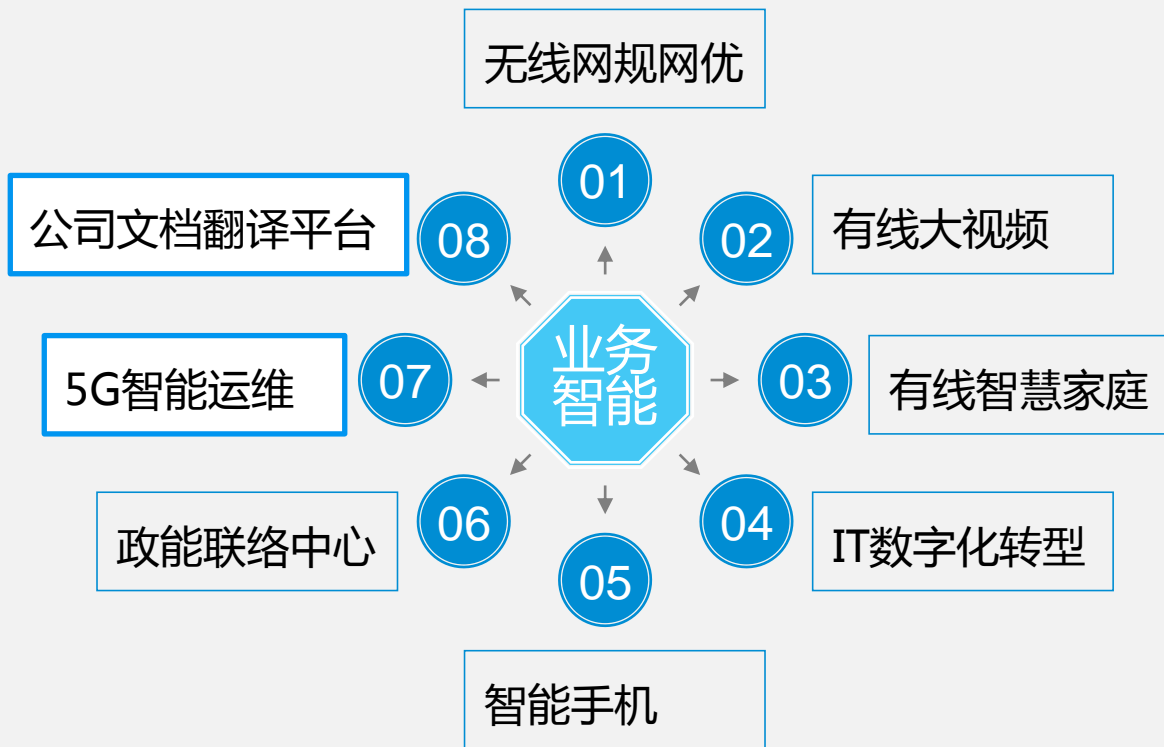 无线网规网优
01
公司文档翻译平台
08
02
有线大视频
业务
智能
5G智能运维
07
03
有线智慧家庭
政能联络中心
06
04
IT数字化转型
05
智能手机